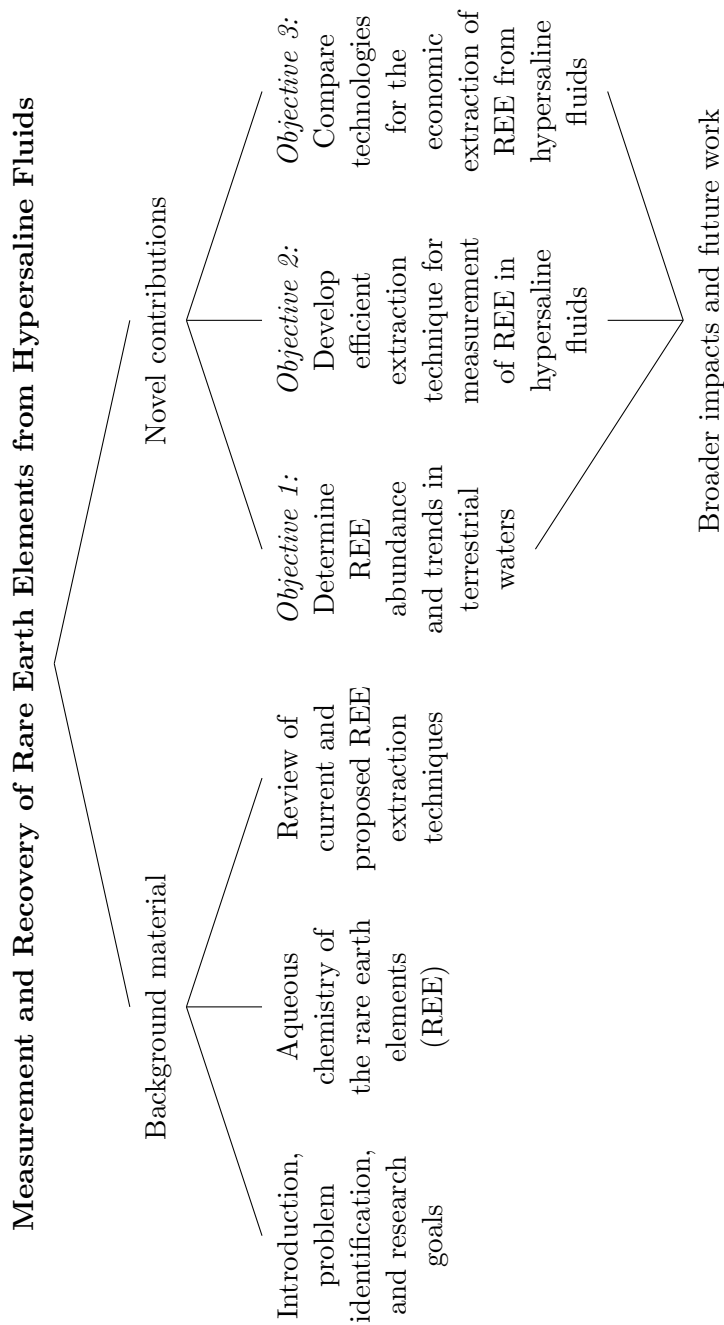 Measurement and Recovery of Rare Earth Elements from Hypersaline Fluids
Background material
Novel contributions
Introduction,
problem
identification,
and research
goals
Aqueous
chemistry of
the rare earth
elements
(REE)
Review of
current and
proposed REE
extraction
techniques
Objective 1:
Determine
REE
abundance
and trends in
terrestrial
waters
Objective 2:
Develop
efficient
extraction
technique for
measurement
of REE in
hypersaline
fluids
Objective 3:
Compare
technologies
for the
economic
extraction of
REE from
hypersaline
fluids
Broader impacts and future work